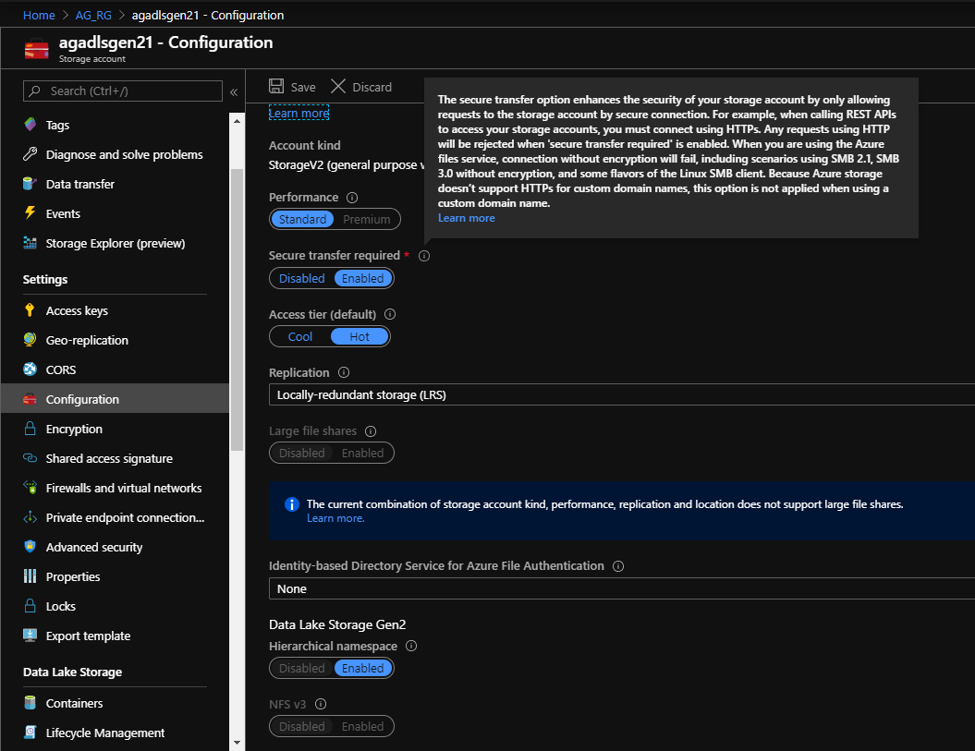 Home > AG_RG > agadlsgen21 - Configuration
agadlsgen21 - Configuration
Storage account
Search (Ctrl+/)
«
Tags
Diagnose and solve problems
Data transfer
Events
Storage Explorer (preview)
Settings
Access keys
Geo-replication
CORS
Configuration
Encryption
Shared access signature
Firewalls and virtual networks
Private endpoint connection...
Advanced security
Properties
Locks
Export template
Data Lake Storage
Containers
Lifecycle Management
Save Discard
Learn more
Account kind
StorageV2 (general purpose v
Performance
Standard Premium
The secure transfer option enhances the security of your storage account by only allowing
requests to the storage account by secure connection. For example, when calling REST APIs
to access your storage accounts, you must connect using HTTPs. Any requests using HTTP
will be rejected when 'secure transfer required' is enabled. When you are using the Azure
files service, connection without encryption will fail, including scenarios using SMB 2.1, SMB
3.0 without encryption, and some flavors of the Linux SMB client. Because Azure storage
doesn't support HTTPs for custom domain names, this option is not applied when using a
custom domain name.
Learn more
Secure transfer required *
Disabled Enabled
Access tier (default)
Cool Hot
Replication
Locally-redundant storage (LRS)
Large file shares
Disabled Enabled
The current combination of storage account kind, performance, replication and location does not support large file shares.
Learn more.
Identity-based Directory Service for Azure File Authentication
None
Data Lake Storage Gen2
Hierarchical namespace
Disabled Enabled
NFS v3
Disabled Enabled